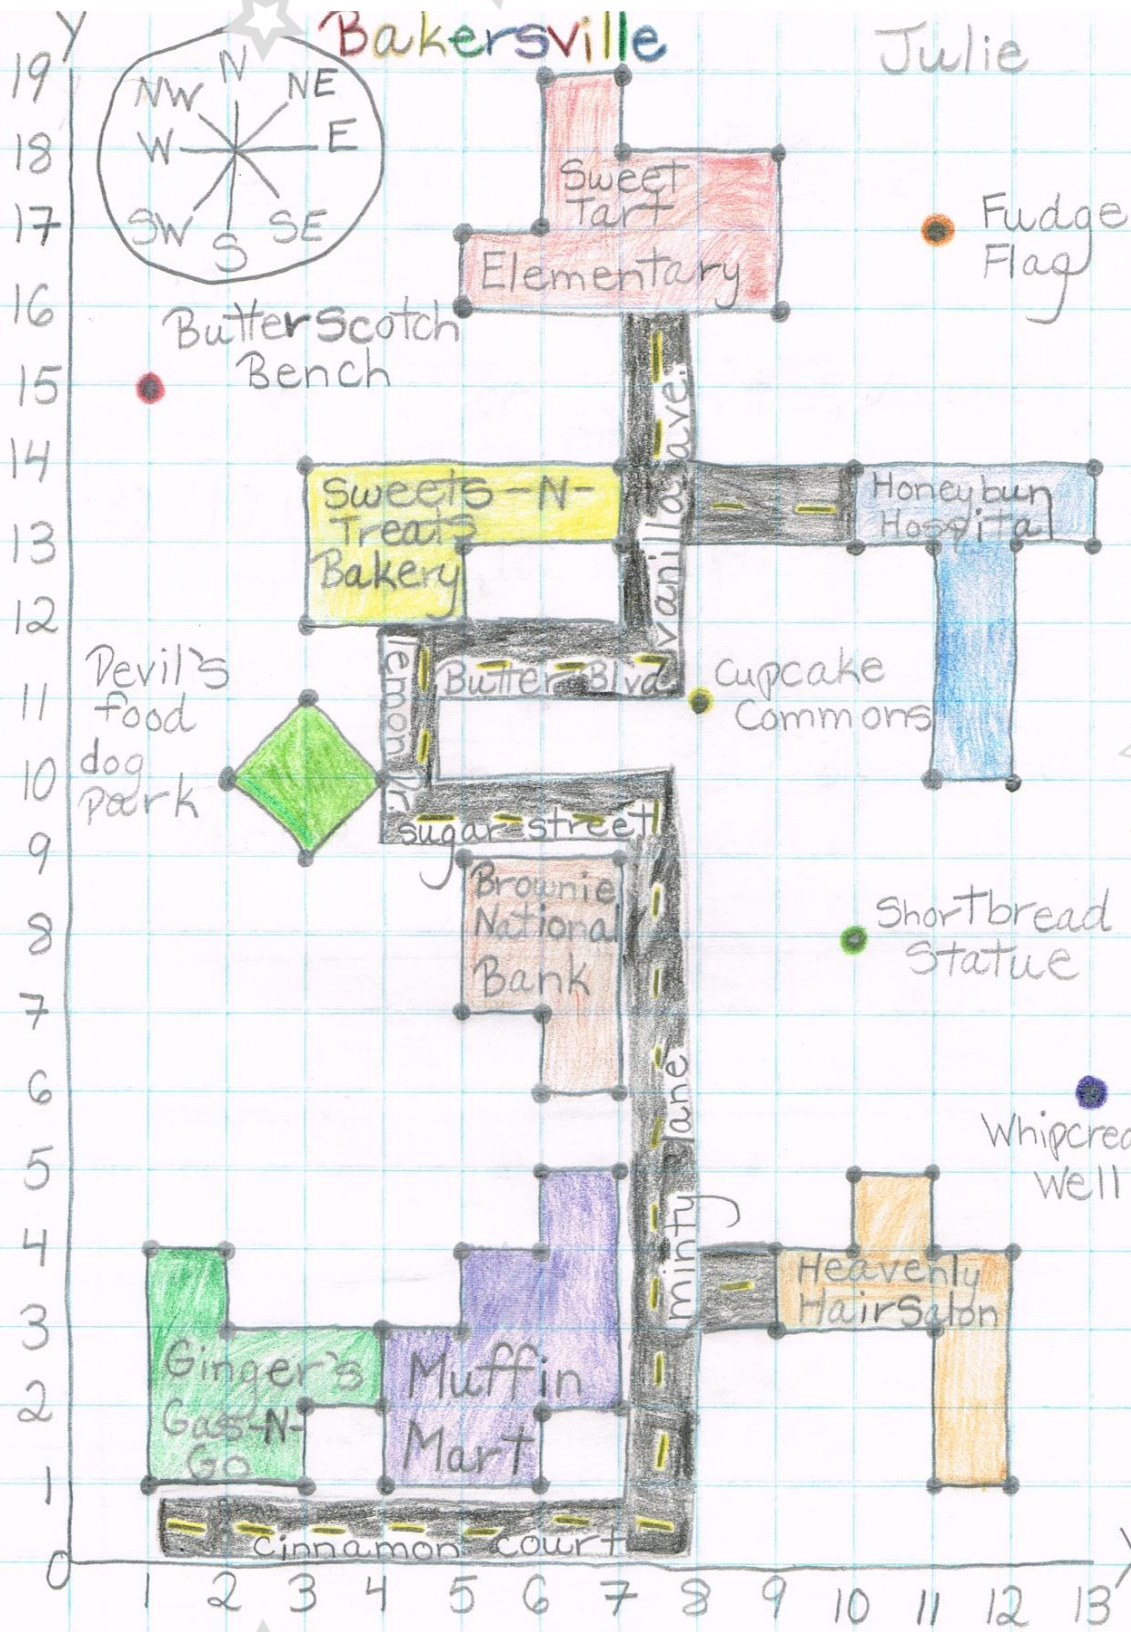 Y
Bakersville
Julie
19
18
17
16
15
14
13
12
11
10
9
8
7
6
5
4
3
2
1
0
N
NW
NE
W
E
SW
SE
S
Sweet
Tart
Elementary
Fudge
Flag
ButterScotch
Bench
vanilla ave.
Sweets-N-
Treats
Bakery
Honeybun
Hospital
lemon Dr.
Butter Blvd
Cupcake
Commons
Devil's
food
dog
park
sugar street
Brownie
National
Bank
Shortbread
Statue
minty lane
Whipcrea
Well
Heavenly
HairSalon
Ginger's
Gass-N-
Go
Muffin
Mart
cinnamon court
1 2 3 4 5 6 7 8 9 10 11 12 13